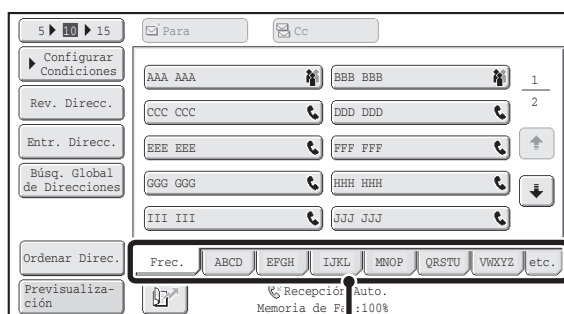 5 10 15
Para
Cc
Configurar
Condiciones
AAA AAA
BBB BBB
1
2
Rev. Direcc.
CCC CCC
DDD DDD
Entr. Direcc.
EEE EEE
FFF FFF
Búsq. Global
de Direcciones
GGG GGG
HHH HHH
III III
JJJ JJJ
Ordenar Direc.
Frec.
ABCD
EFGH
IJKL
MNOP
QRSTU
VWXYZ
etc.
Previsualiza-
ción
Recepción Auto.
Memoria de Fax:100%